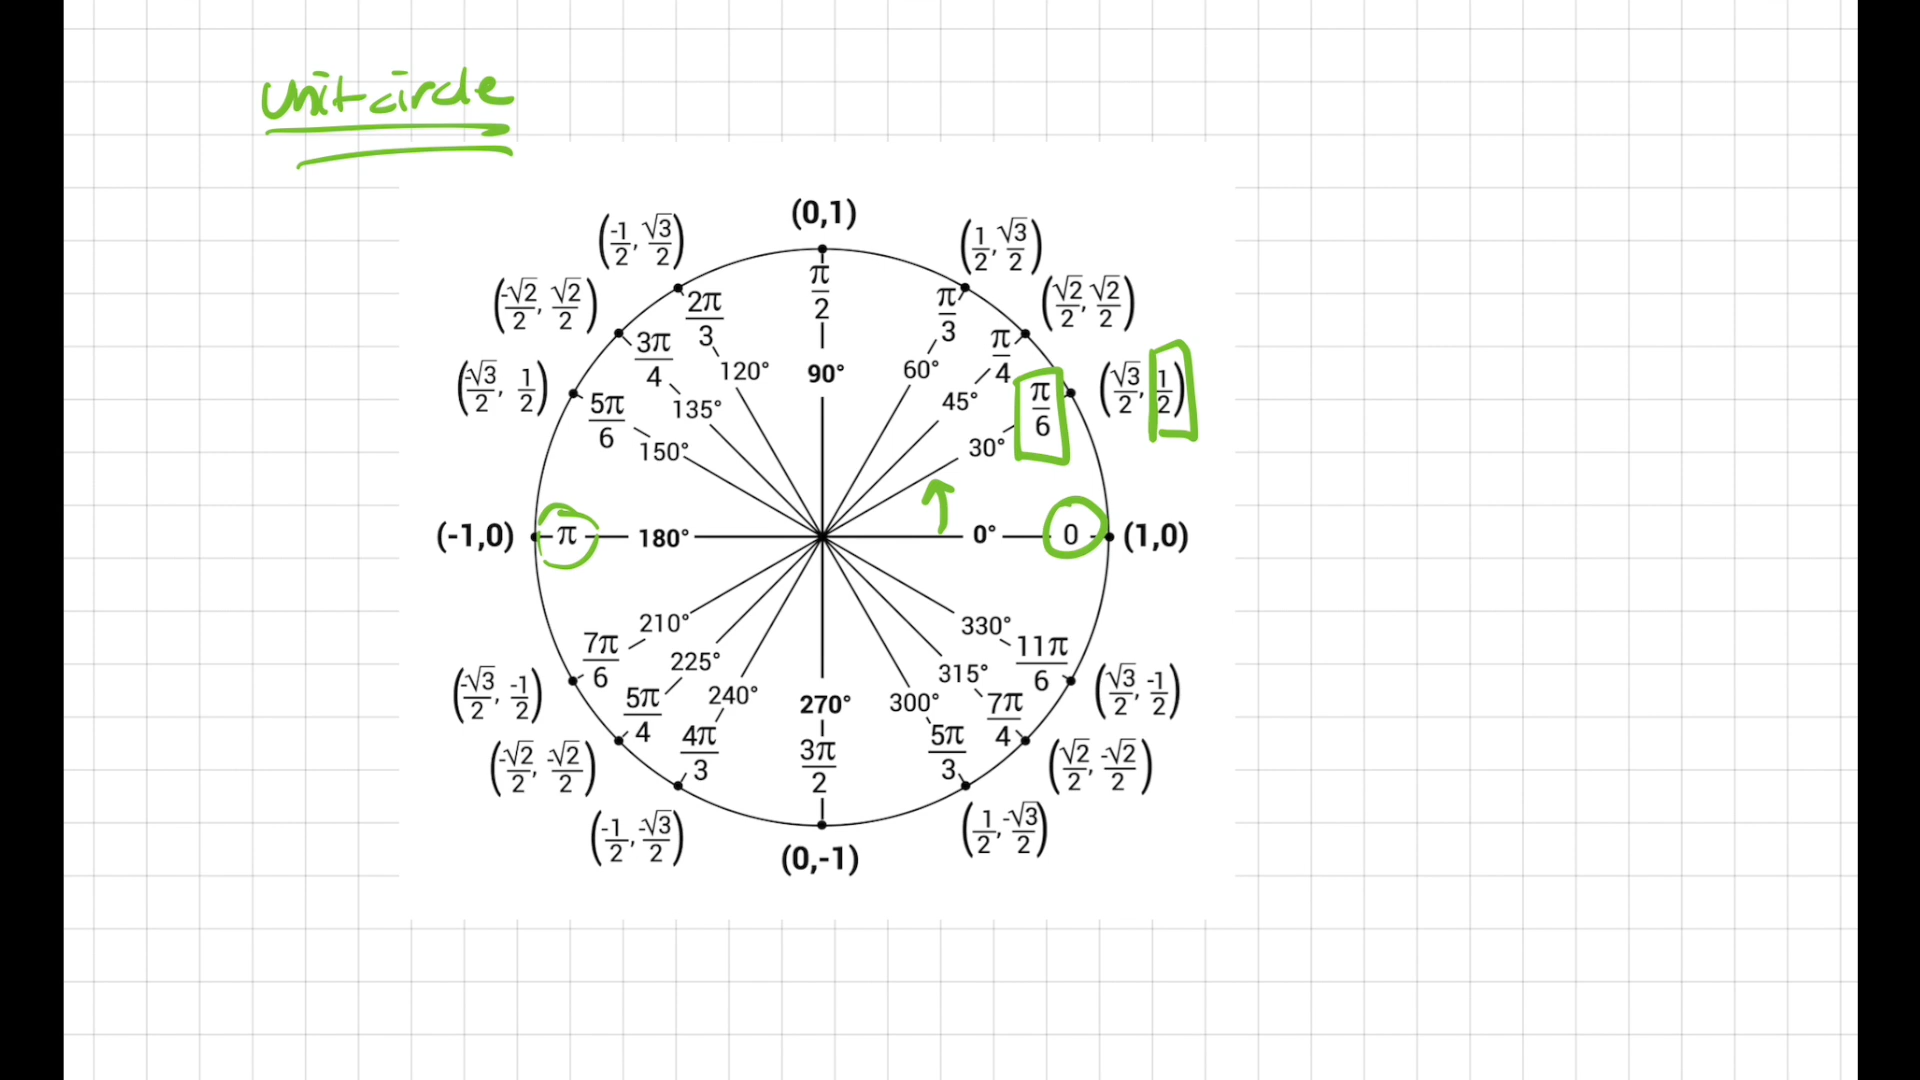 unit circle
(0,1)
(-1/2, √3/2)
(1/2, √3/2)
(-√2/2, √2/2)
(√2/2, √2/2)
(-√3/2, 1/2)
(√3/2, 1/2)
π/2
2π/3
π/3
3π/4
π/4
5π/6
π/6
120°
90°
60°
135°
45°
150°
30°
(-1,0) π 180° 0° 0 (1,0)
210°
330°
7π/6
11π/6
225°
315°
240°
270°
300°
5π/4
7π/4
4π/3
3π/2
5π/3
(-√3/2, -1/2)
(√3/2, -1/2)
(-√2/2, -√2/2)
(√2/2, -√2/2)
(-1/2, -√3/2)
(1/2, -√3/2)
(0,-1)